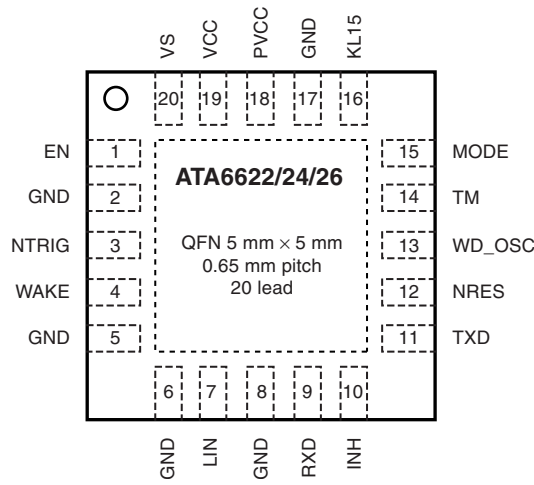 VS
VCC
PVCC
GND
KL15
20
19
18
17
16
EN 1
GND 2
NTRIG 3
WAKE 4
GND 5
ATA6622/24/26
QFN 5 mm × 5 mm
0.65 mm pitch
20 lead
15 MODE
14 TM
13 WD_OSC
12 NRES
11 TXD
6
7
8
9
10
GND
LIN
GND
RXD
INH